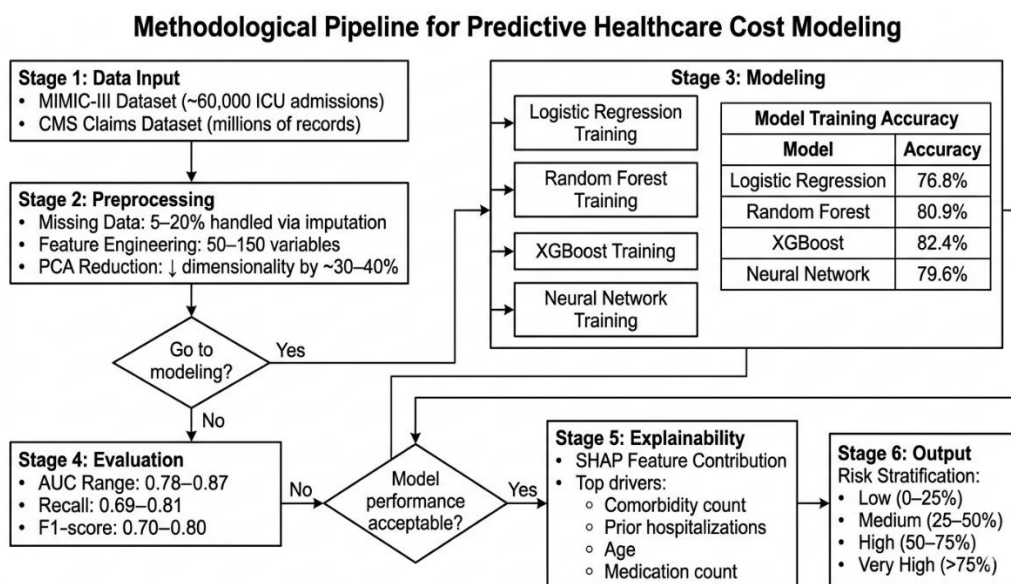 Methodological Pipeline for Predictive Healthcare Cost Modeling
Stage 1: Data Input
• MIMIC-III Dataset (~60,000 ICU admissions)
• CMS Claims Dataset (millions of records)
Stage 2: Preprocessing
• Missing Data: 5–20% handled via imputation
• Feature Engineering: 50–150 variables
• PCA Reduction: ↓ dimensionality by ~30–40%
Go to
modeling?
Yes
No
Stage 3: Modeling
Logistic Regression
Training
Random Forest
Training
XGBoost Training
Neural Network
Training
Model Training Accuracy
Model Accuracy
Logistic Regression 76.8%
Random Forest 80.9%
XGBoost 82.4%
Neural Network 79.6%
Stage 4: Evaluation
• AUC Range: 0.78–0.87
• Recall: 0.69–0.81
• F1-score: 0.70–0.80
No
Model
performance
acceptable?
Yes
Stage 5: Explainability
• SHAP Feature Contribution
• Top drivers:
○ Comorbidity count
○ Prior hospitalizations
○ Age
○ Medication count
Stage 6: Output
Risk Stratification:
• Low (0–25%)
• Medium (25–50%)
• High (50–75%)
• Very High (>75%)